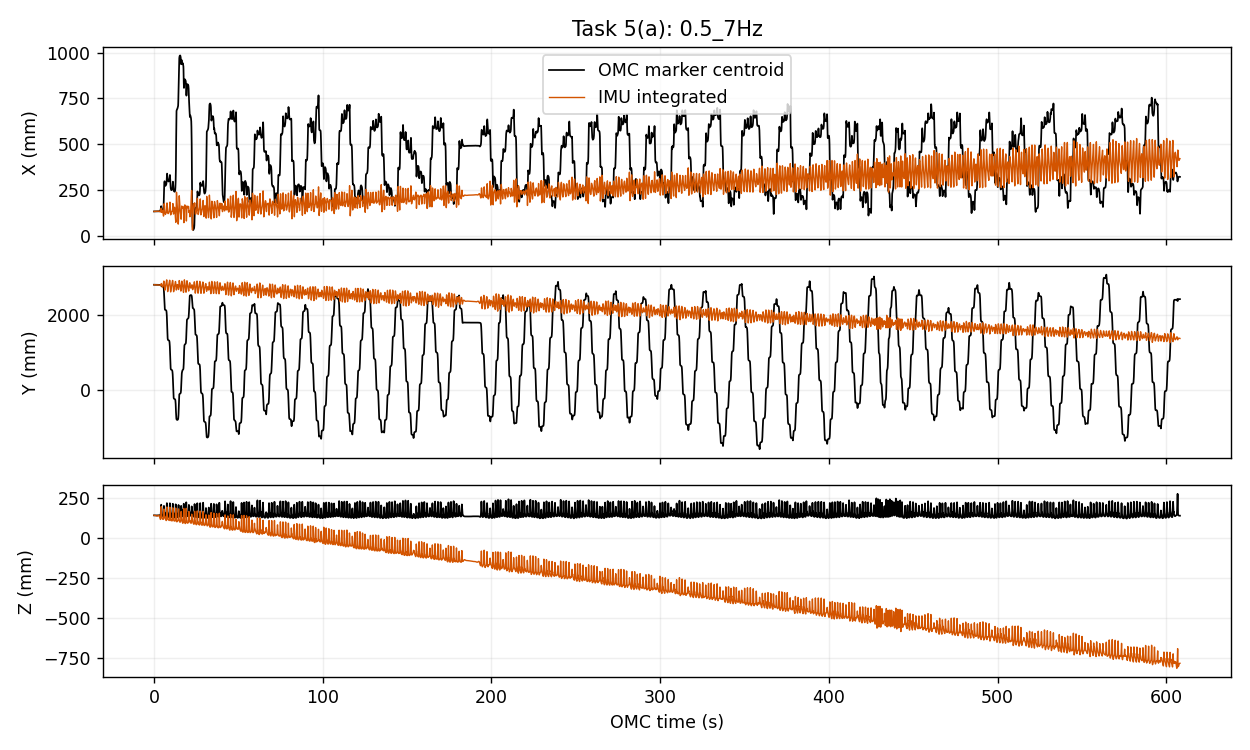 Task 5(a): 0.5_7Hz
OMC marker centroid
IMU integrated
X (mm)
1000
750
500
250
0
Y (mm)
2000
0
Z (mm)
250
0
−250
−500
−750
0 100 200 300 400 500 600
OMC time (s)